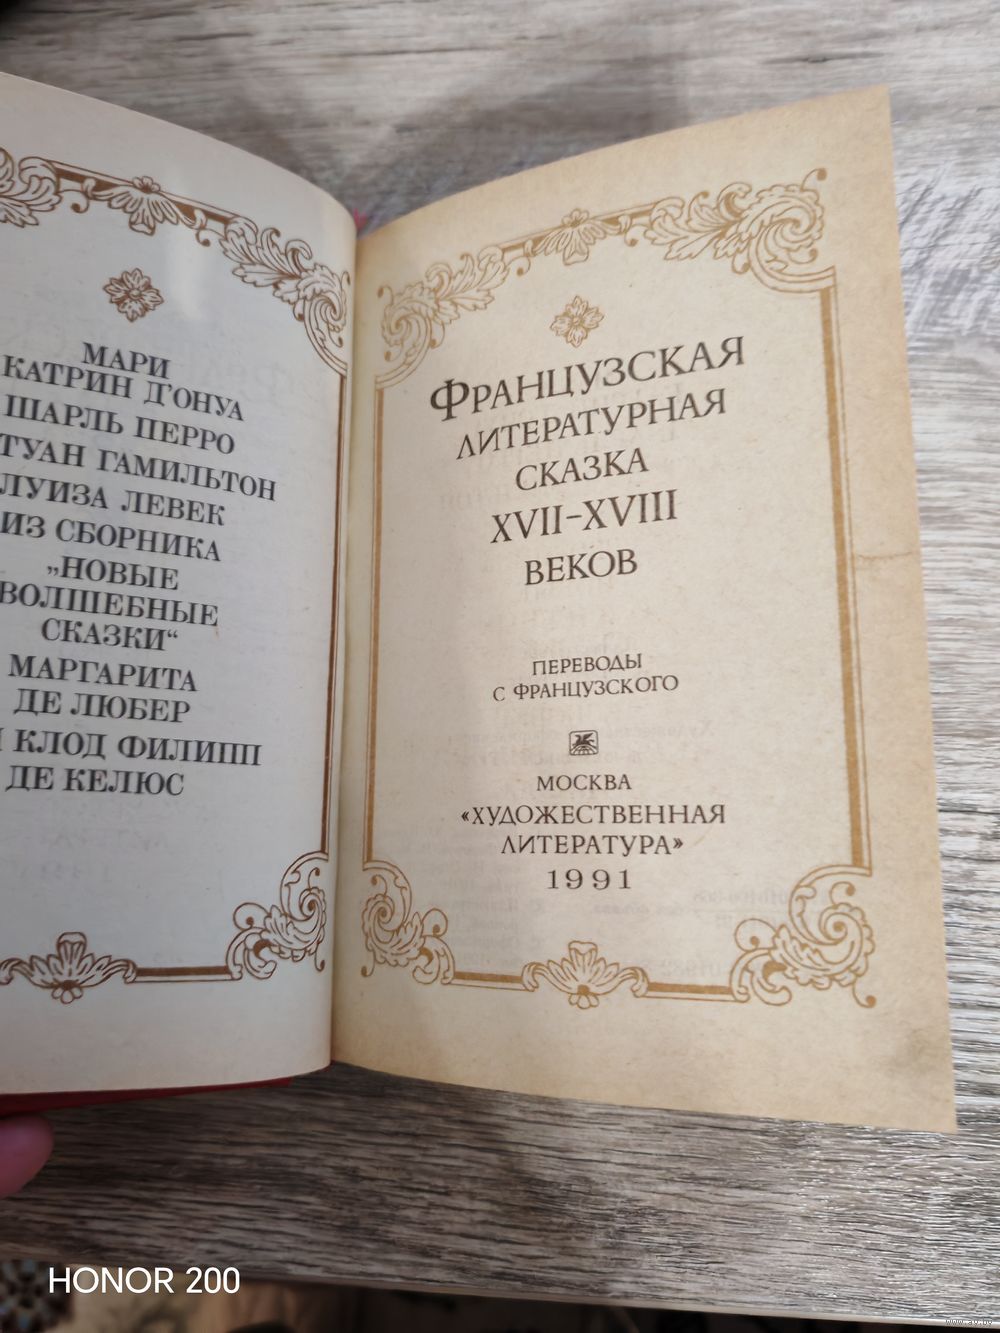 МАРИ
КАТРИН Д'ОНУА
ШАРЛЬ ПЕРРО
ТУАН ГАМИЛЬТОН
ЛУИЗА ЛЕВЕК
ИЗ СБОРНИКА
„НОВЫЕ
ВОЛШЕБНЫЕ
СКАЗКИ“
МАРГАРИТА
ДЕ ЛЮБЕР
КЛОД ФИЛИПП
ДЕ КЕЛЮС
ФРАНЦУЗСКАЯ
ЛИТЕРАТУРНАЯ
СКАЗКА
XVII–XVIII
ВЕКОВ
ПЕРЕВОДЫ
С ФРАНЦУЗСКОГО
МОСКВА
«ХУДОЖЕСТВЕННАЯ
ЛИТЕРАТУРА»
1991
HONOR 200